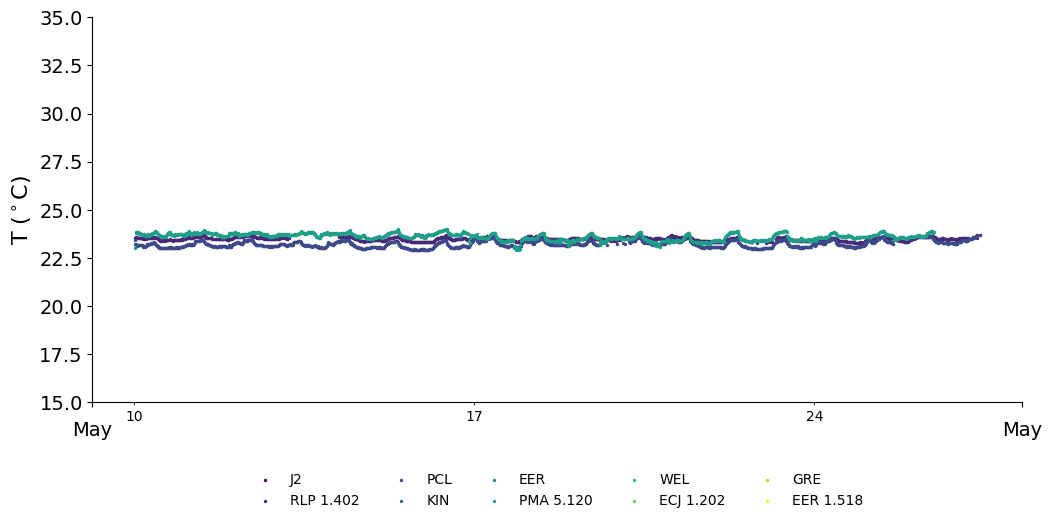 35.0
32.5
30.0
27.5
25.0
22.5
20.0
17.5
15.0
T (°C)
10 17 24
May May
J2 PCL EER WEL GRE
RLP 1.402 KIN PMA 5.120 ECJ 1.202 EER 1.518